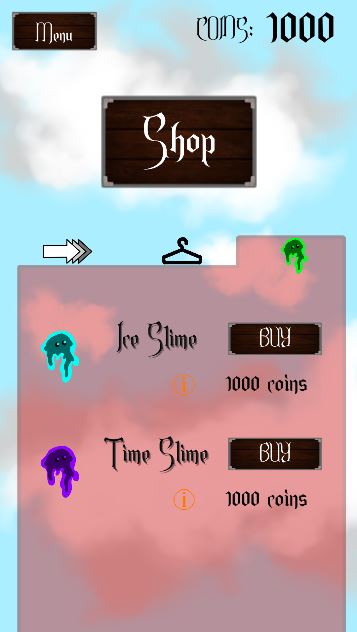 Menu
COINS: 1000
Shop
Ice Slime
BUY
i
1000 coins
Time Slime
BUY
i
1000 coins